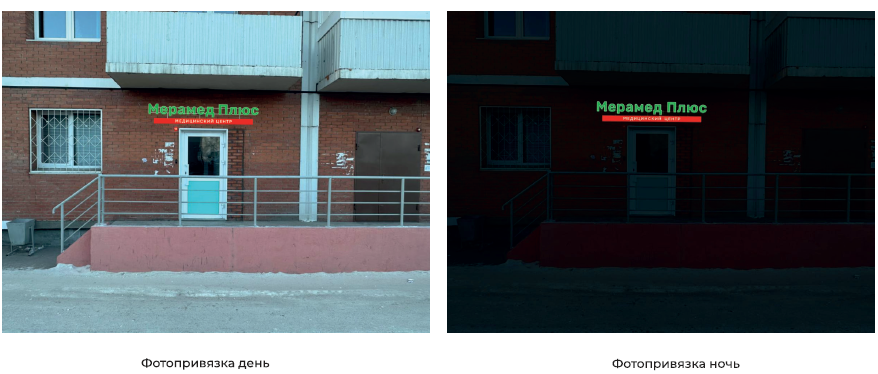 Мерамед Плюс
МЕДИЦИНСКИЙ ЦЕНТР
Мерамед Плюс
МЕДИЦИНСКИЙ ЦЕНТР
Фотопривязка день
Фотопривязка ночь